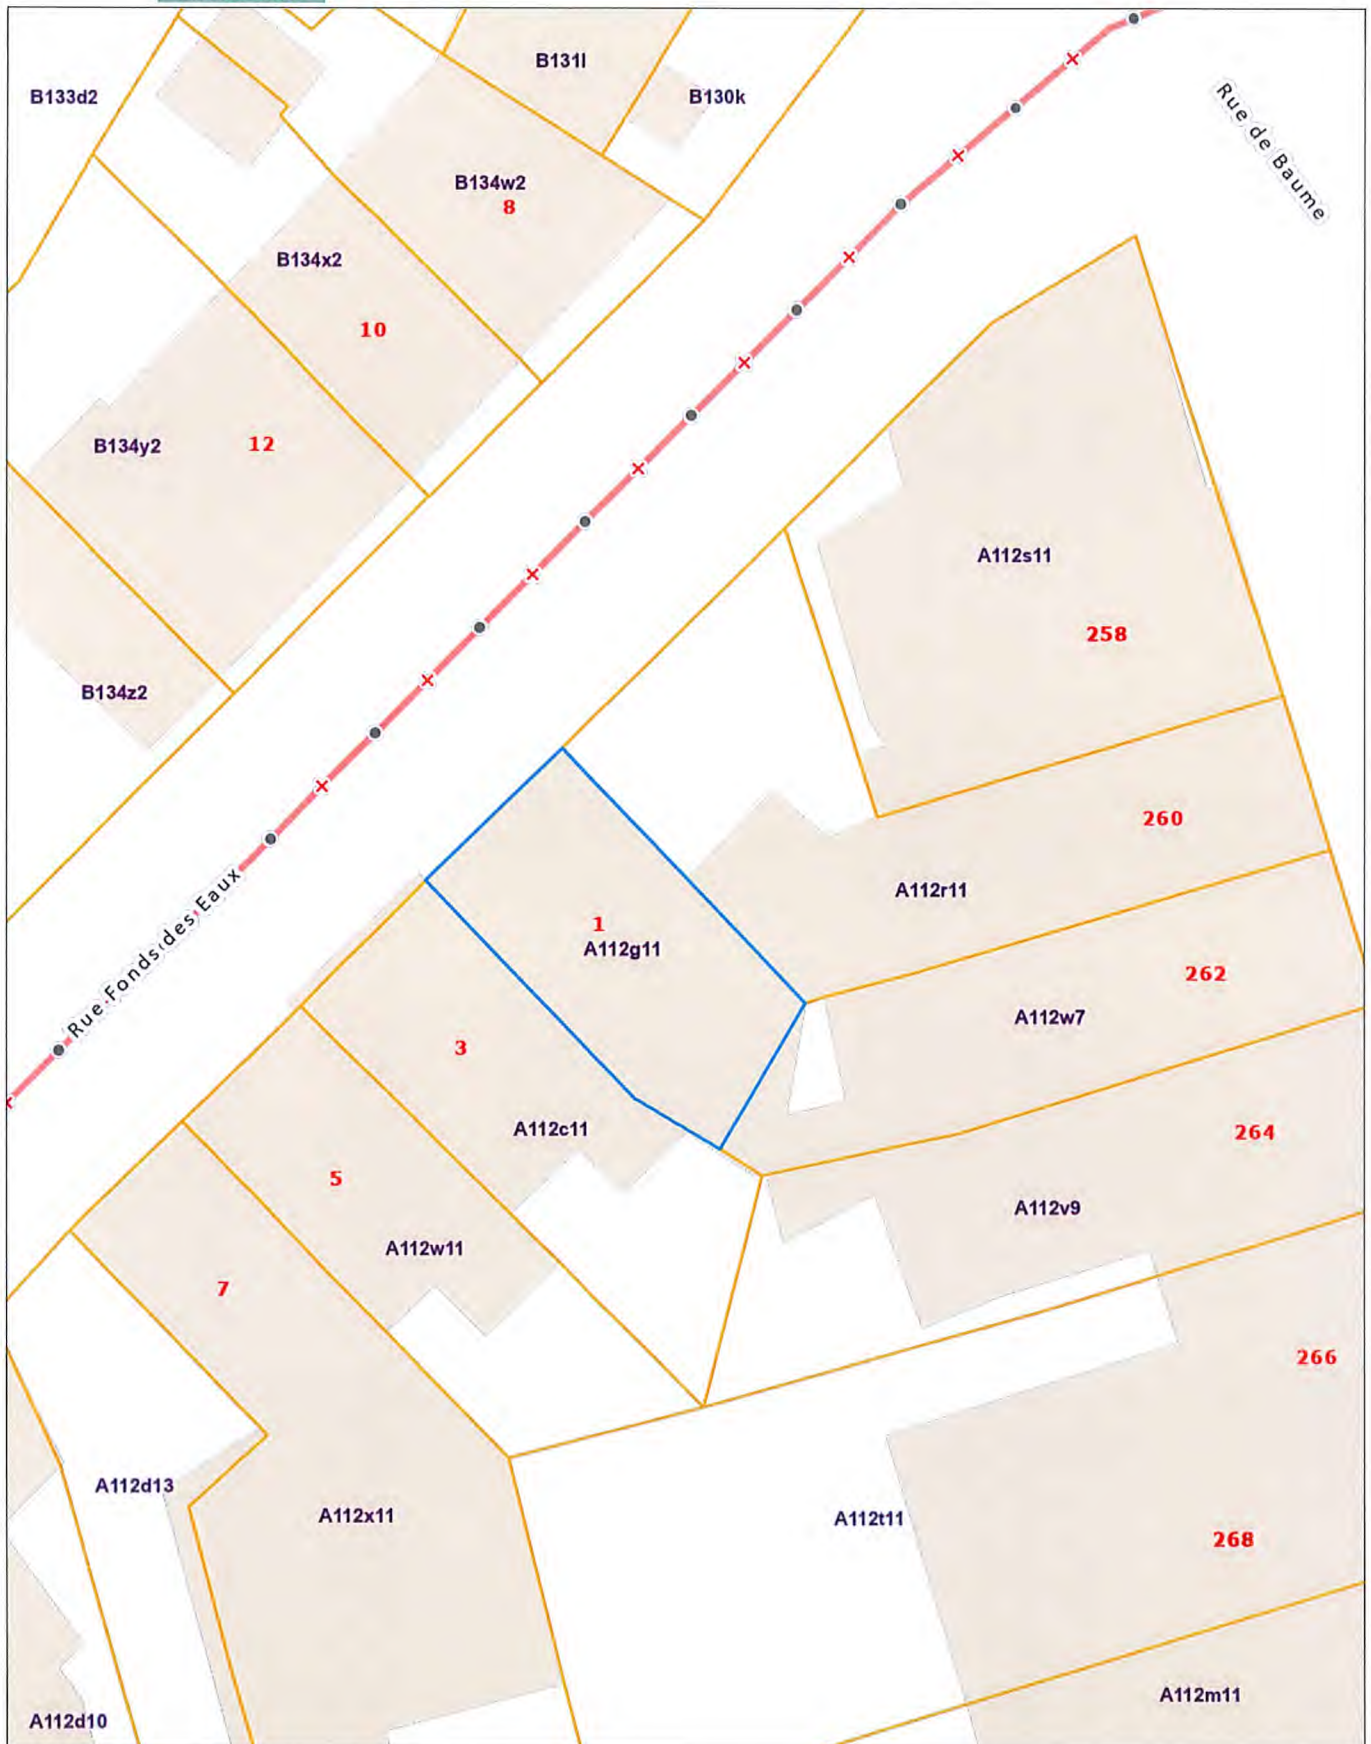 B131l
B133d2
B130k
Rue de Baume
B134w2
8
B134x2
10
B134y2
12
A112s11
258
B134z2
260
A112r11
Rue Fonds des Eaux
1
A112g11
262
A112w7
3
A112c11
264
5
A112v9
A112w11
7
266
A112d13
A112x11
A112t11
268
A112m11
A112d10